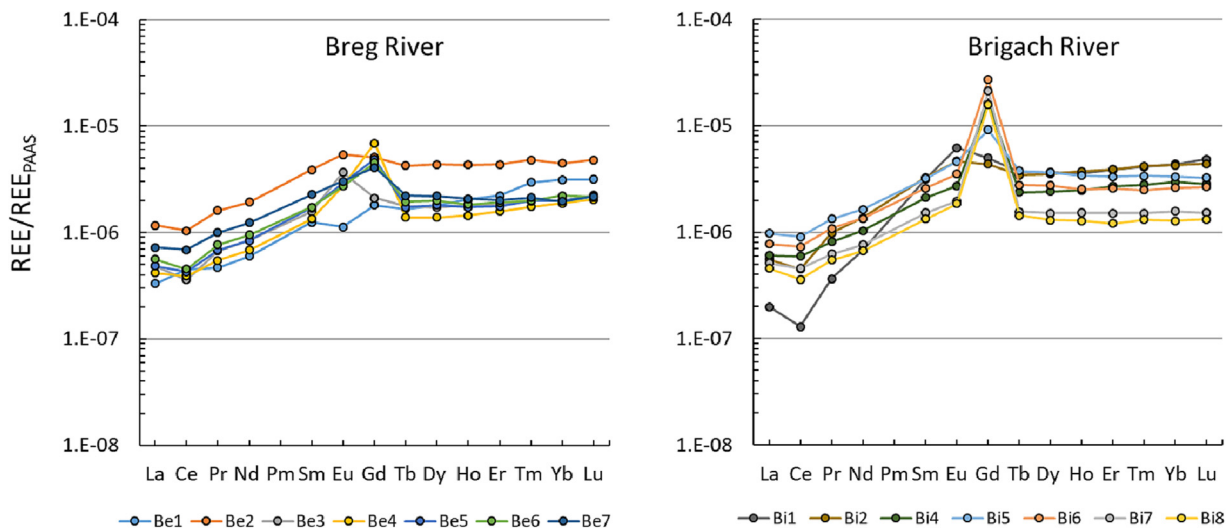 Breg River
REE/REE_PAAS
1.E-04
1.E-05
1.E-06
1.E-07
1.E-08
La Ce Pr Nd Pm Sm Eu Gd Tb Dy Ho Er Tm Yb Lu
Be1 Be2 Be3 Be4 Be5 Be6 Be7
Brigach River
1.E-04
1.E-05
1.E-06
1.E-07
1.E-08
La Ce Pr Nd Pm Sm Eu Gd Tb Dy Ho Er Tm Yb Lu
Bi1 Bi2 Bi4 Bi5 Bi6 Bi7 Bi8